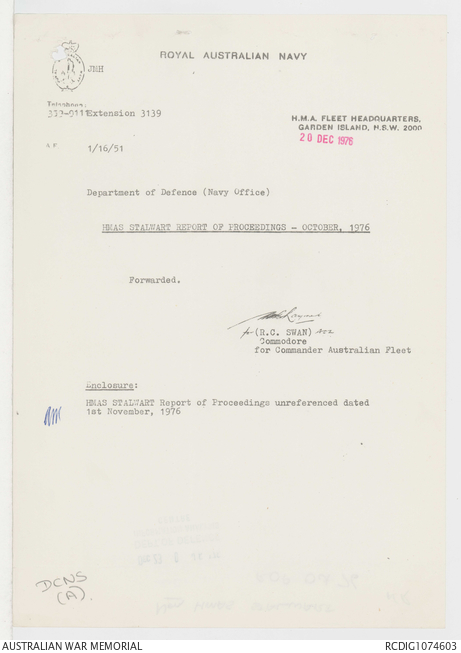 ROYAL AUSTRALIAN NAVY
JMH
Telephone:
Extension 3139
H.M.A. FLEET HEADQUARTERS,
GARDEN ISLAND, N.S.W. 2000
20 DEC 1976
A.F. 1/16/51
Department of Defence (Navy Office)
HMAS STALWART REPORT OF PROCEEDINGS - OCTOBER, 1976
Forwarded.
(R.C. SWAN)
Commodore
for Commander Australian Fleet
Enclosure:
HMAS STALWART Report of Proceedings unreferenced dated
1st November, 1976
DCNS
(A).
AUSTRALIAN WAR MEMORIAL
RCDIG1074603